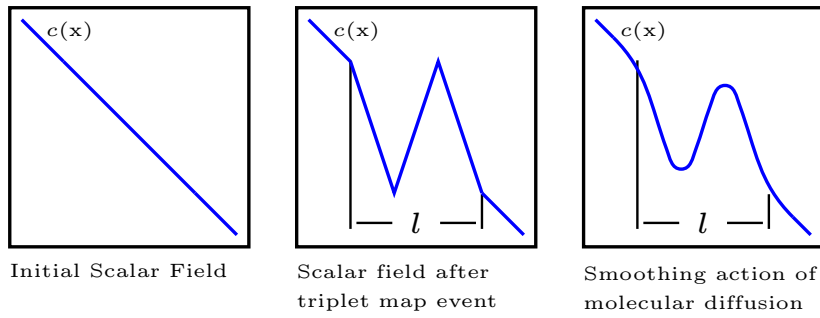 c(x)
c(x)
c(x)
l
l
Initial Scalar Field
Scalar field after
triplet map event
Smoothing action of
molecular diffusion